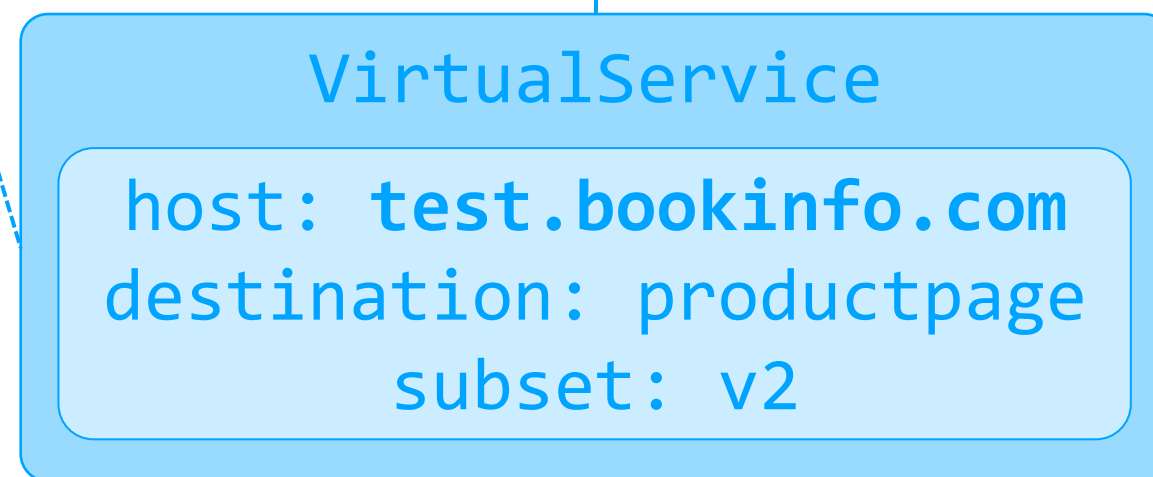 VirtualService
host: test.bookinfo.com
destination: productpage
subset: v2